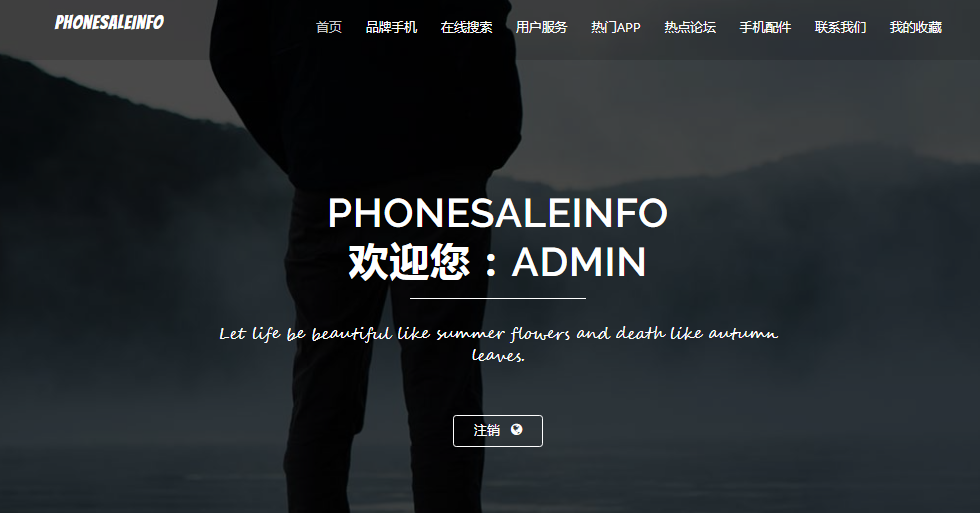 PHONESALEINFO
首页 品牌手机 在线搜索 用户服务 热门APP 热点论坛 手机配件 联系我们 我的收藏
PHONESALEINFO
欢迎您：ADMIN
Let life be beautiful like summer flowers and death like autumn
leaves.
注销